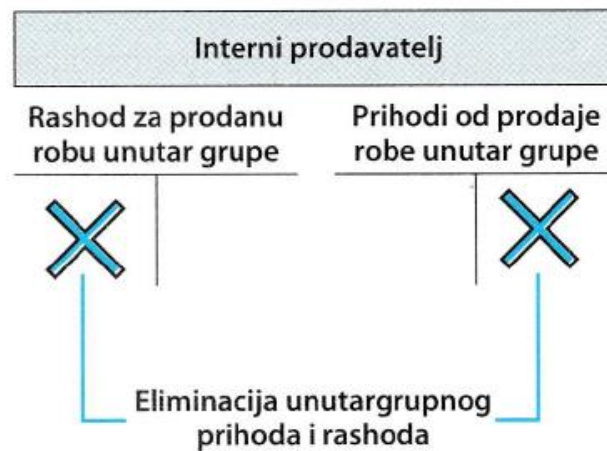 Interni prodavatelj
Rashod za prodanu
robu unutar grupe
Prihodi od prodaje
robe unutar grupe
Eliminacija unutargrupnog
prihoda i rashoda